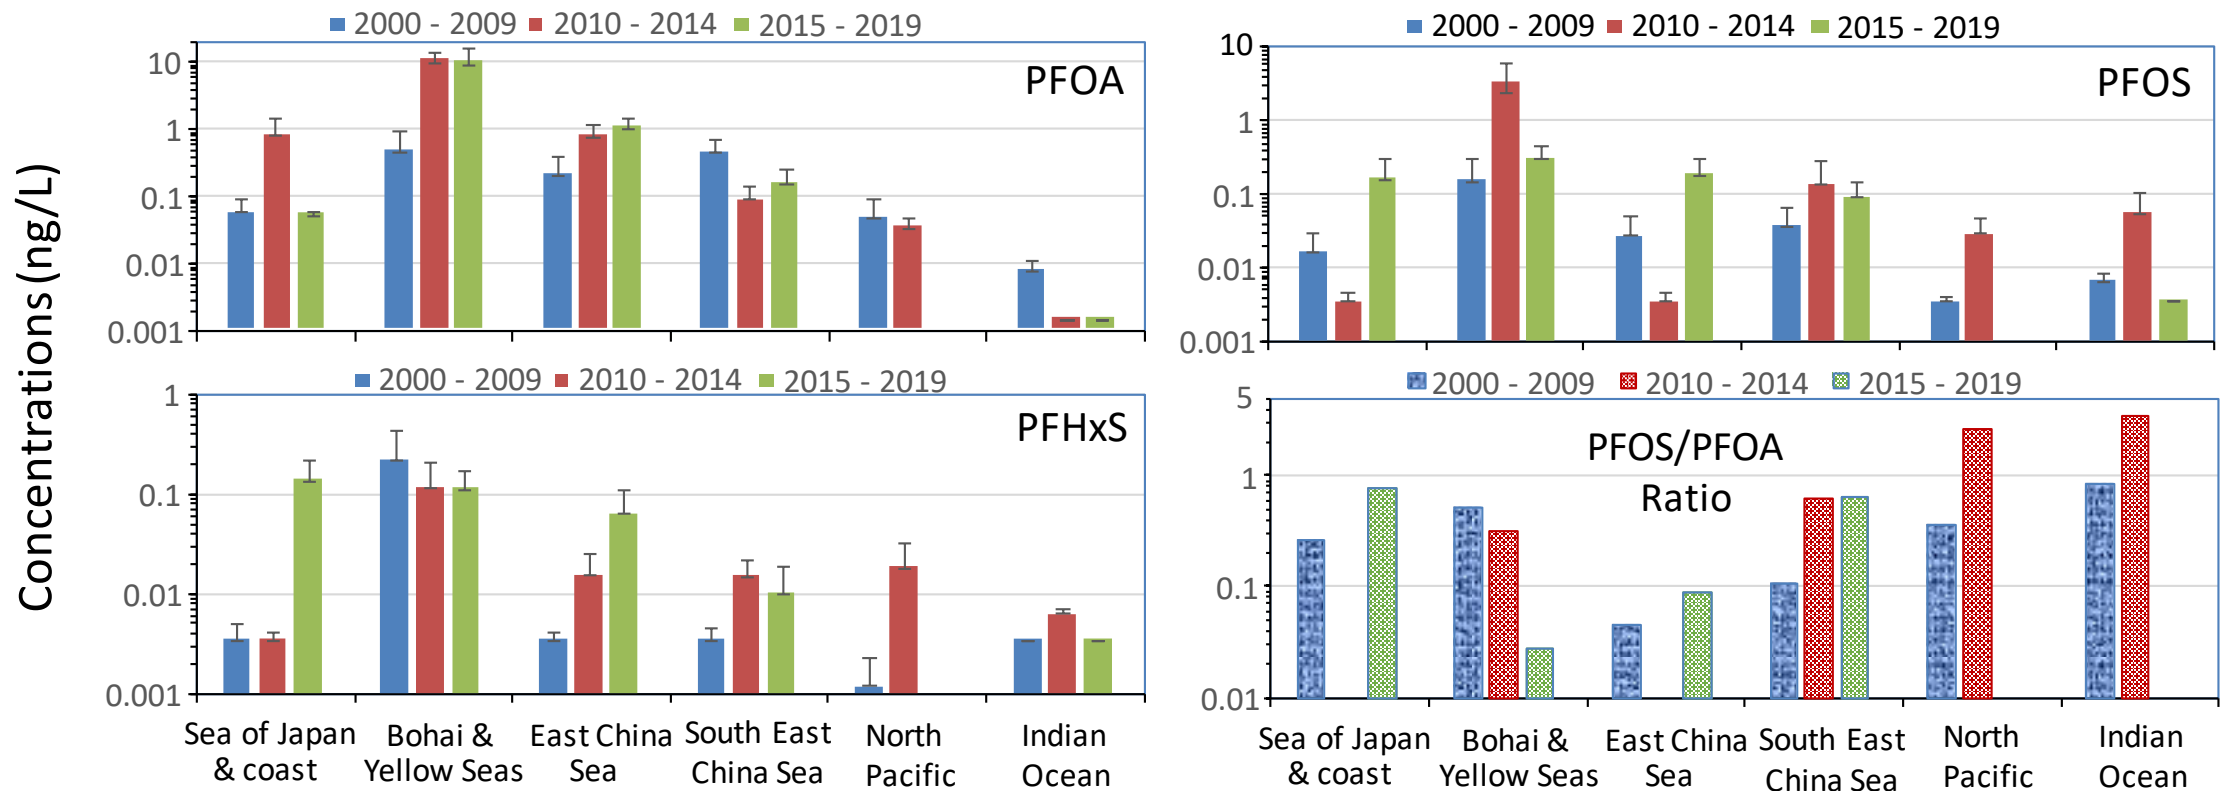 Concentrations (ng/L)
2000 - 2009 2010 - 2014 2015 - 2019
PFOA
10
1
0.1
0.01
0.001
2000 - 2009 2010 - 2014 2015 - 2019
PFOS
10
1
0.1
0.01
0.001
2000 - 2009 2010 - 2014 2015 - 2019
PFHxS
1
0.1
0.01
0.001
Sea of Japan
& coast
Bohai &
Yellow Seas
East China
Sea
South East
China Sea
North
Pacific
Indian
Ocean
2000 - 2009 2010 - 2014 2015 - 2019
PFOS/PFOA
Ratio
5
1
0.1
0.01
Sea of Japan
& coast
Bohai &
Yellow Seas
East China
Sea
South East
China Sea
North
Pacific
Indian
Ocean